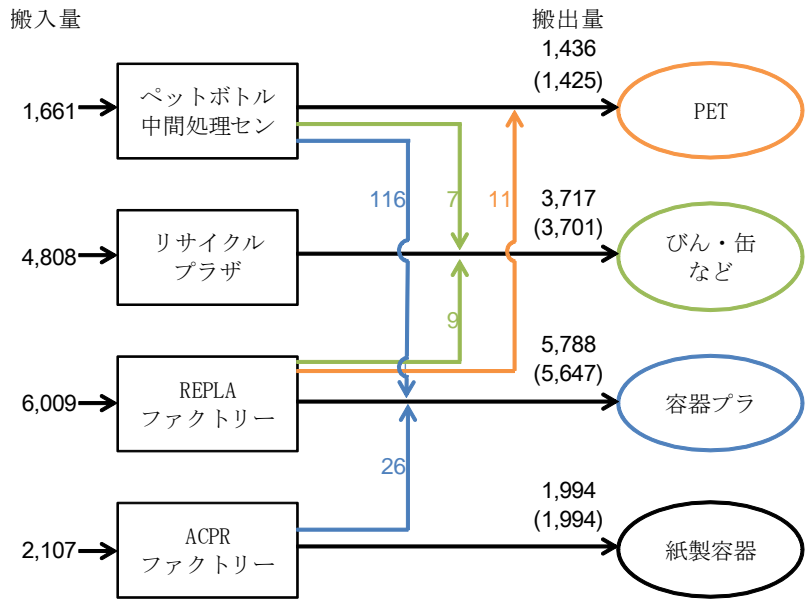 搬入量
搬出量
1,661
ペットボトル
中間処理セン
1,436
(1,425)
PET
116
7
11
4,808
リサイクル
プラザ
3,717
(3,701)
びん・缶
など
9
6,009
REPLA
ファクトリー
5,788
(5,647)
容器プラ
26
2,107
ACPR
ファクトリー
1,994
(1,994)
紙製容器